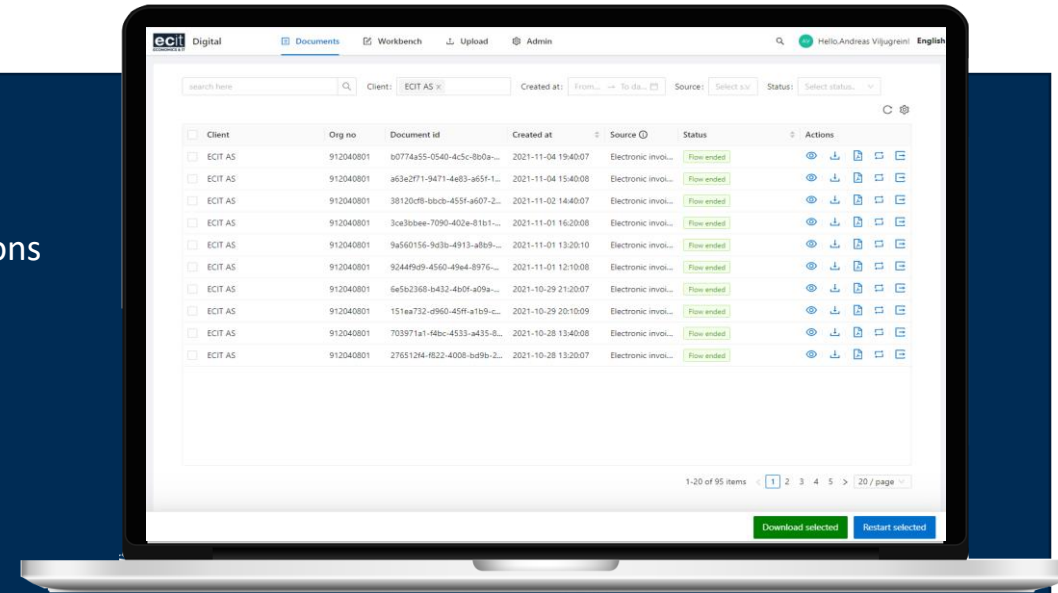 ons
ecit Digital Documents Workbench Upload Admin Hello,Andreas Viljugrein! English
search here Client: ECIT AS × Created at: From... → To da... Source: Status: Select status.
Client Org no Document id Created at Source Status Actions
ECIT AS 912040801 b0774a55-0540-4c5c-8b0a-... 2021-11-04 19:40:07 Electronic invoi... Flow ended
ECIT AS 912040801 a63e2f71-9471-4e83-a65f-1... 2021-11-04 15:40:08 Electronic invoi... Flow ended
ECIT AS 912040801 38120cf8-bbcb-455f-a607-2... 2021-11-02 14:40:07 Electronic invoi... Flow ended
ECIT AS 912040801 3ce3bbee-7090-402e-81b1-... 2021-11-01 16:20:08 Electronic invoi... Flow ended
ECIT AS 912040801 9a560156-9d3b-4913-a8b9-... 2021-11-01 13:20:10 Electronic invoi... Flow ended
ECIT AS 912040801 9244f9d9-4560-49e4-8976-... 2021-11-01 12:10:08 Electronic invoi... Flow ended
ECIT AS 912040801 6e5b2368-b432-4b0f-a09a-... 2021-10-29 21:20:07 Electronic invoi... Flow ended
ECIT AS 912040801 151ea732-d960-45ff-a1b9-c... 2021-10-29 20:10:09 Electronic invoi... Flow ended
ECIT AS 912040801 703971a1-f4bc-4533-a435-8... 2021-10-28 13:40:08 Electronic invoi... Flow ended
ECIT AS 912040801 276512f4-f822-4008-bd9b-2... 2021-10-28 13:20:07 Electronic invoi... Flow ended
1-20 of 95 items < 1 2 3 4 5 > 20 / page
Download selected Restart selected